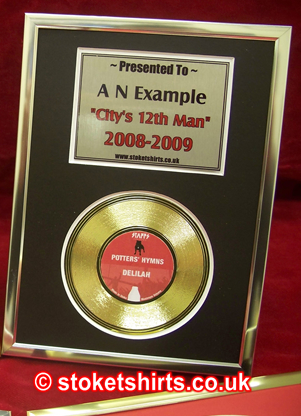 ~ Presented To ~
A N Example
"City's 12th Man"
2008-2009
www.stoketshirts.co.uk
POTTERS' HYMNS
DELILAH
© stoketshirts.co.uk